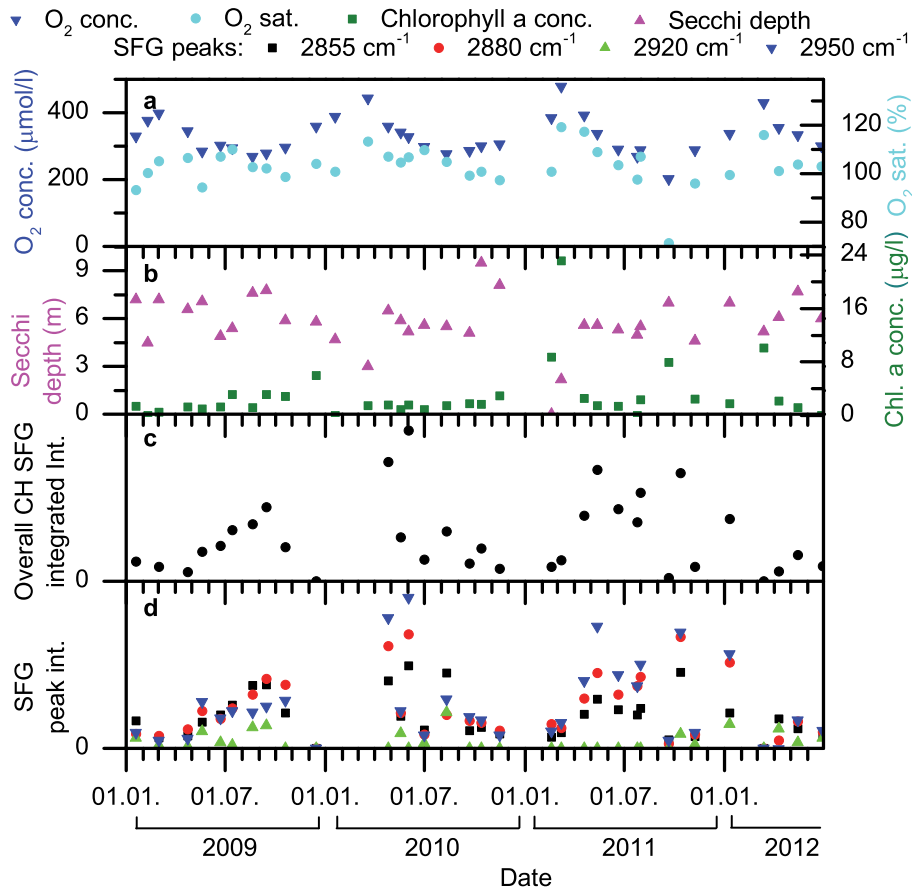 O₂ conc. O₂ sat. Chlorophyll a conc. Secchi depth
SFG peaks: 2855 cm⁻¹ 2880 cm⁻¹ 2920 cm⁻¹ 2950 cm⁻¹
a
O₂ conc. (μmol/l)
400
200
0
O₂ sat. (%)
120
100
80
b
Secchi
depth (m)
9
6
3
0
Chl. a conc. (μg/l)
24
16
8
0
c
Overall CH SFG
integrated Int.
0
d
SFG
peak int.
0
01.01. 01.07. 01.01. 01.07. 01.01. 01.07. 01.01.
2009 2010 2011 2012
Date